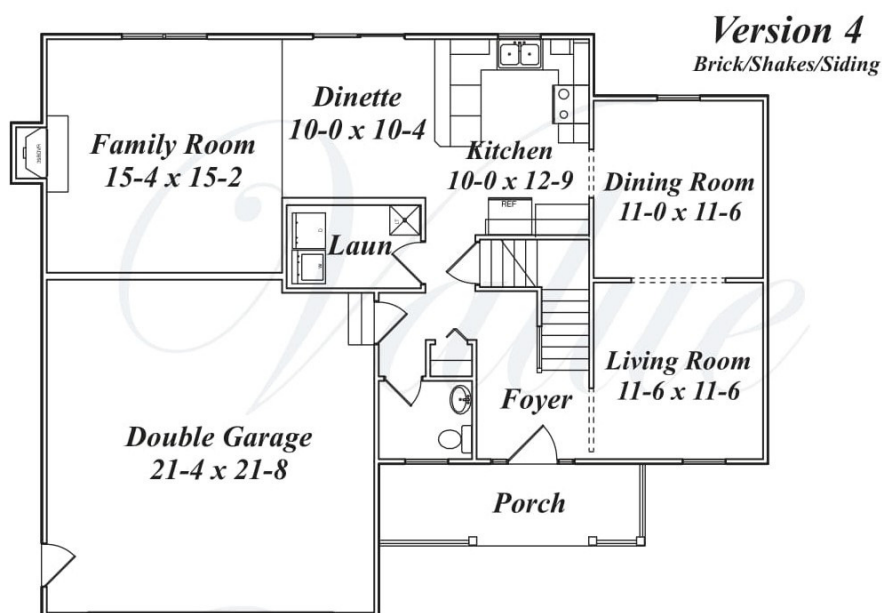 Version 4
Brick/Shakes/Siding
Dinette
10-0 x 10-4
Family Room
15-4 x 15-2
Kitchen
10-0 x 12-9
Dining Room
11-0 x 11-6
REF
LT
D
Laun
W
Living Room
11-6 x 11-6
Foyer
Double Garage
21-4 x 21-8
Porch
Value